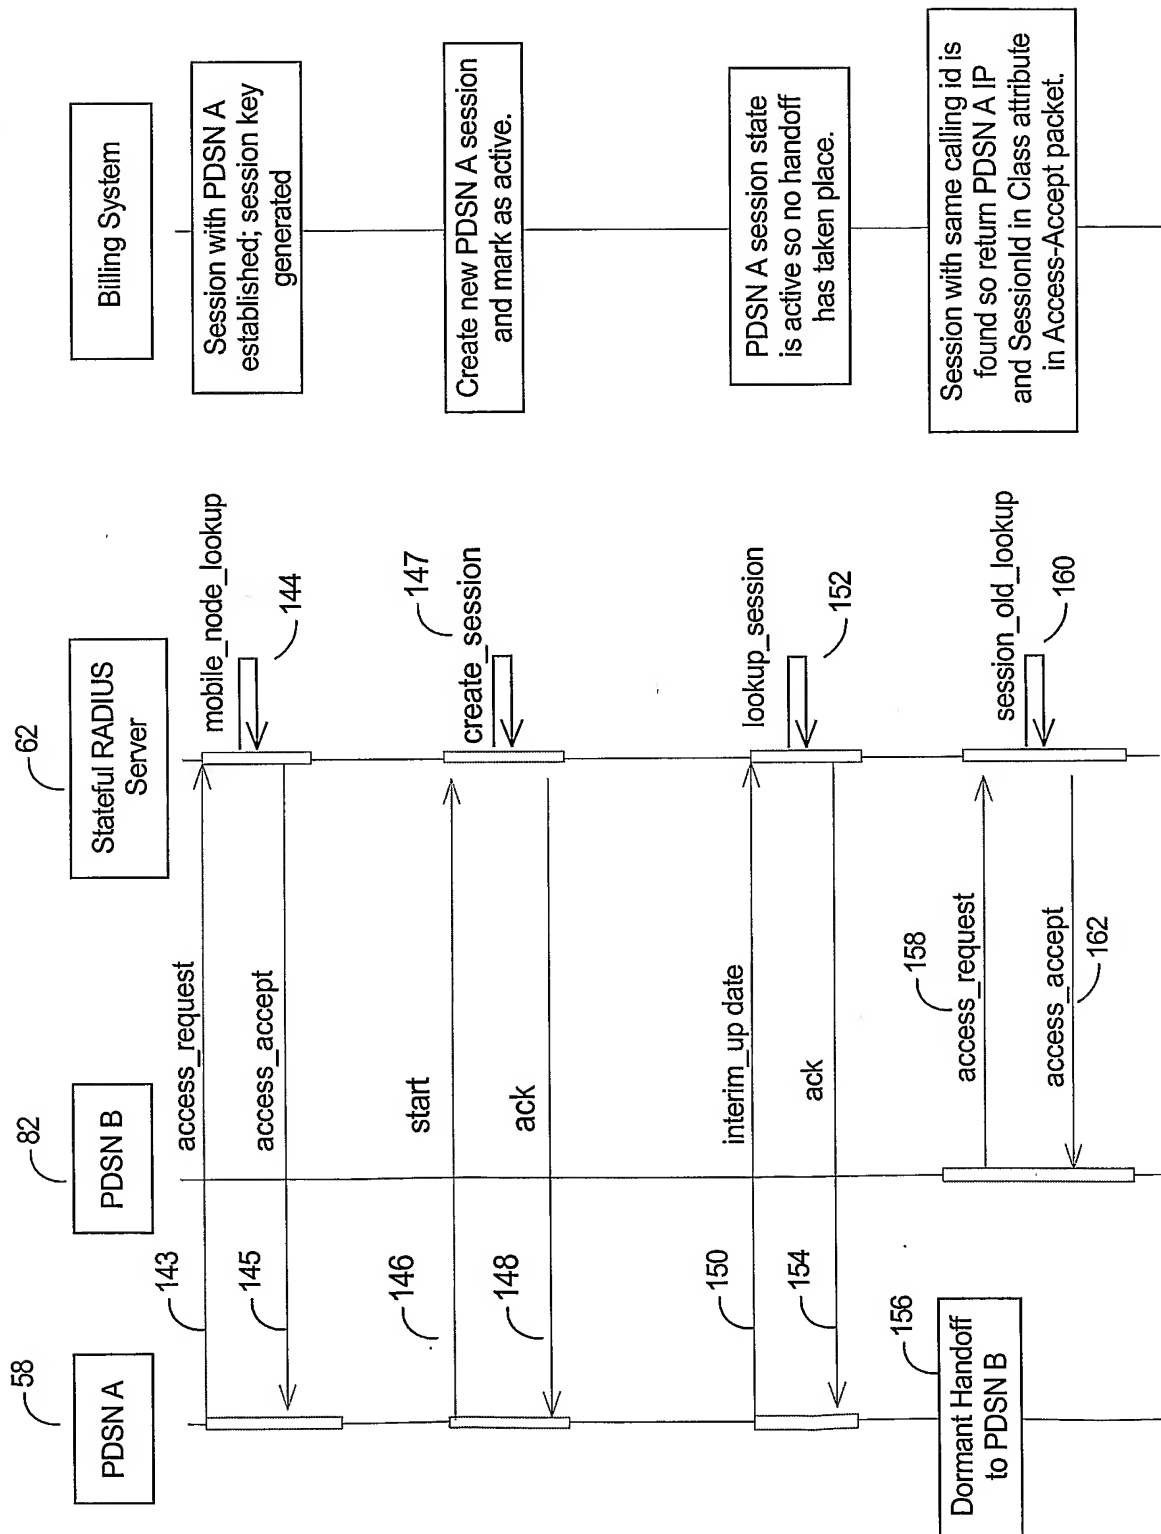 58
PDSN A
82
PDSN B
62
Stateful RADIUS
Server
Billing System
143
access_request
mobile_node_lookup
144
145
access_accept
Session with PDSN A
established; session key
generated
146
start
147
create_session
148
ack
Create new PDSN A session
and mark as active.
150
interim_up date
lookup_session
152
154
ack
PDSN A session state
is active so no handoff
has taken place.
156
Dormant Handoff
to PDSN B
158
access_request
session_old_lookup
160
access_accept
162
Session with same calling id is
found so return PDSN A IP
and SessionId in Class attribute
in Access-Accept packet.